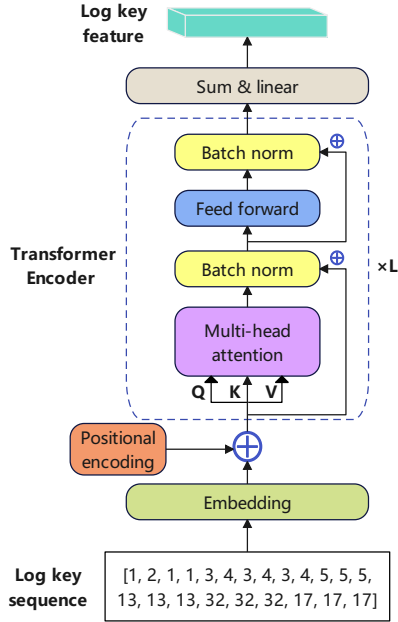 Log key
feature
Sum & linear
Batch norm
Feed forward
Transformer
Encoder
Batch norm
×L
Multi-head
attention
Q K V
Positional
encoding
Embedding
Log key
sequence
[1, 2, 1, 1, 3, 4, 3, 4, 3, 4, 5, 5, 5,
13, 13, 13, 32, 32, 32, 17, 17, 17]